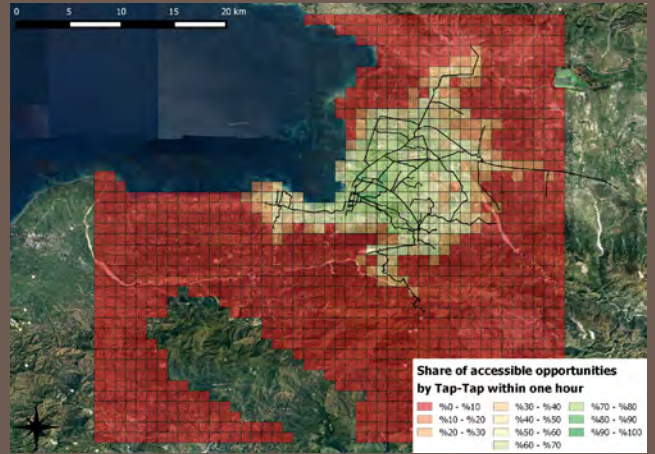 0 5 10 15 20 km
Share of accessible opportunities
by Tap-Tap within one hour
%0 - %10 %30 - %40 %70 - %80
%10 - %20 %40 - %50 %80 - %90
%20 - %30 %50 - %60 %90 - %100
%60 - %70